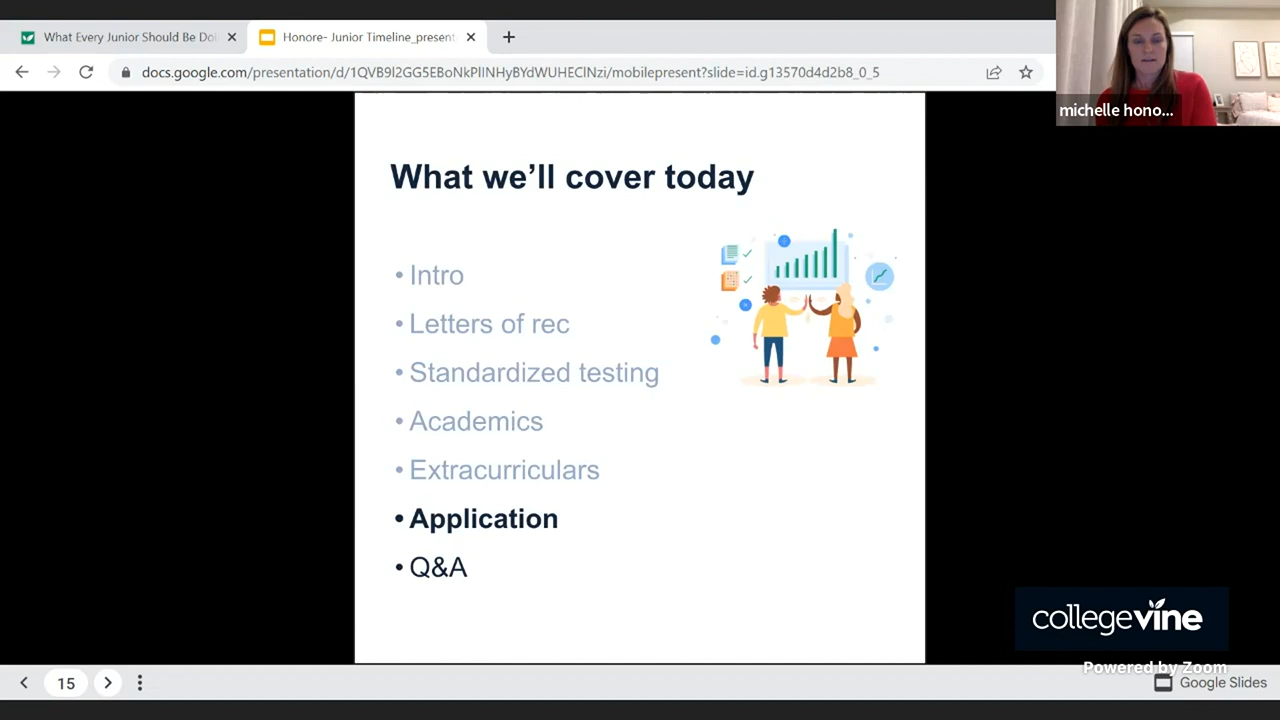 What Every Junior Should Be Doi
Honore- Junior Timeline_present
docs.google.com/presentation/d/1QVB9l2GG5EBoNkPlINHyBYdWUHEClNzi/mobilepresent?slide=id.g13570d4d2b8_0_5
michelle hono...
What we'll cover today
• Intro
• Letters of rec
• Standardized testing
• Academics
• Extracurriculars
• Application
• Q&A
collegevine
Powered by Zoom
15
Google Slides